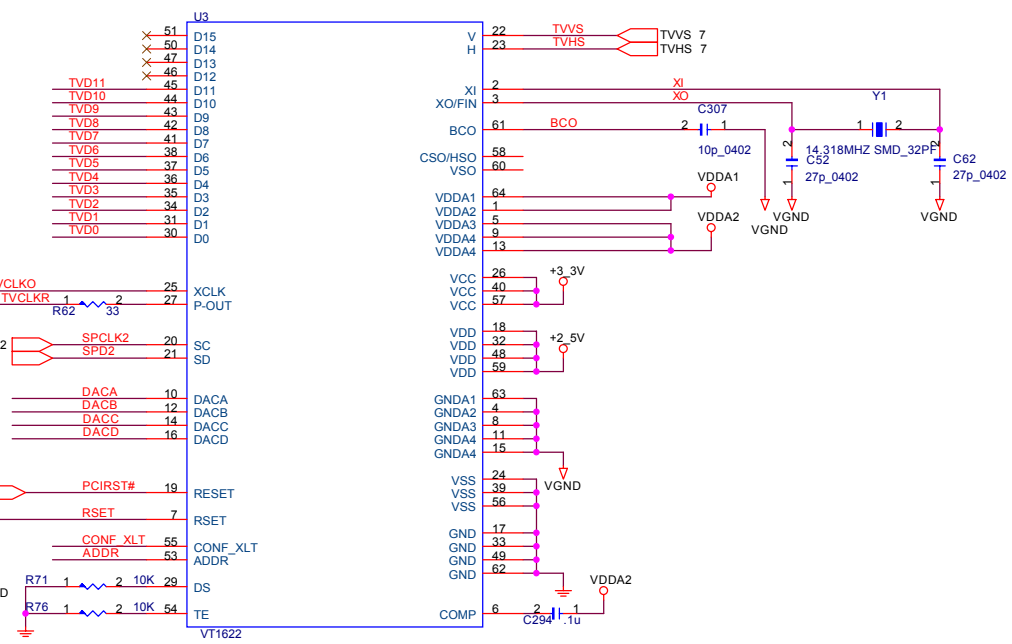 U3
51 D15 V 22 TVVS TVVS 7
50 D14 H 23 TVHS TVHS 7
47 D13
46 D12
TVD11 45 D11 XI 2 XI
TVD10 44 D10 XO/FIN 3 XO Y1
TVD9 43 D9 C307
TVD8 42 D8 BCO 61 BCO 2 1 1 2
TVD7 41 D7 10p_0402 2 14.318MHZ SMD_32PF 2
TVD6 38 D6 CSO/HSO 58 C52 C62
TVD5 37 D5 VSO 60 27p_0402 27p_0402
TVD4 36 D4 VDDA1 1 1
TVD3 35 D3 VDDA1 64
TVD2 34 D2 VDDA2 1 VDDA2 VGND VGND
TVD1 31 D1 VDDA3 5 VGND
TVD0 30 D0 VDDA4 9
VDDA4 13
VCC 26 +3_3V
VCLKO 25 XCLK VCC 40
TVCLKR 1 2 27 P-OUT VCC 57
R62 33
VDD 18 +2_5V
2 SPCLK2 20 SC VDD 32
SPD2 21 SD VDD 48
VDD 59
DACA 10 DACA GNDA1 63
DACB 12 DACB GNDA2 4
DACC 14 DACC GNDA3 8
DACD 16 DACD GNDA4 11
GNDA4 15
VGND
VSS 24
PCIRST# 19 RESET VSS 39
VSS 56
RSET 7 RSET
GND 17
CONF_XLT 55 CONF_XLT GND 33
ADDR 53 ADDR GND 49
GND 62
R71 1 2 10K 29 DS VDDA2
D
R76 1 2 10K 54 TE COMP 6 2 1
C294 .1u
VT1622